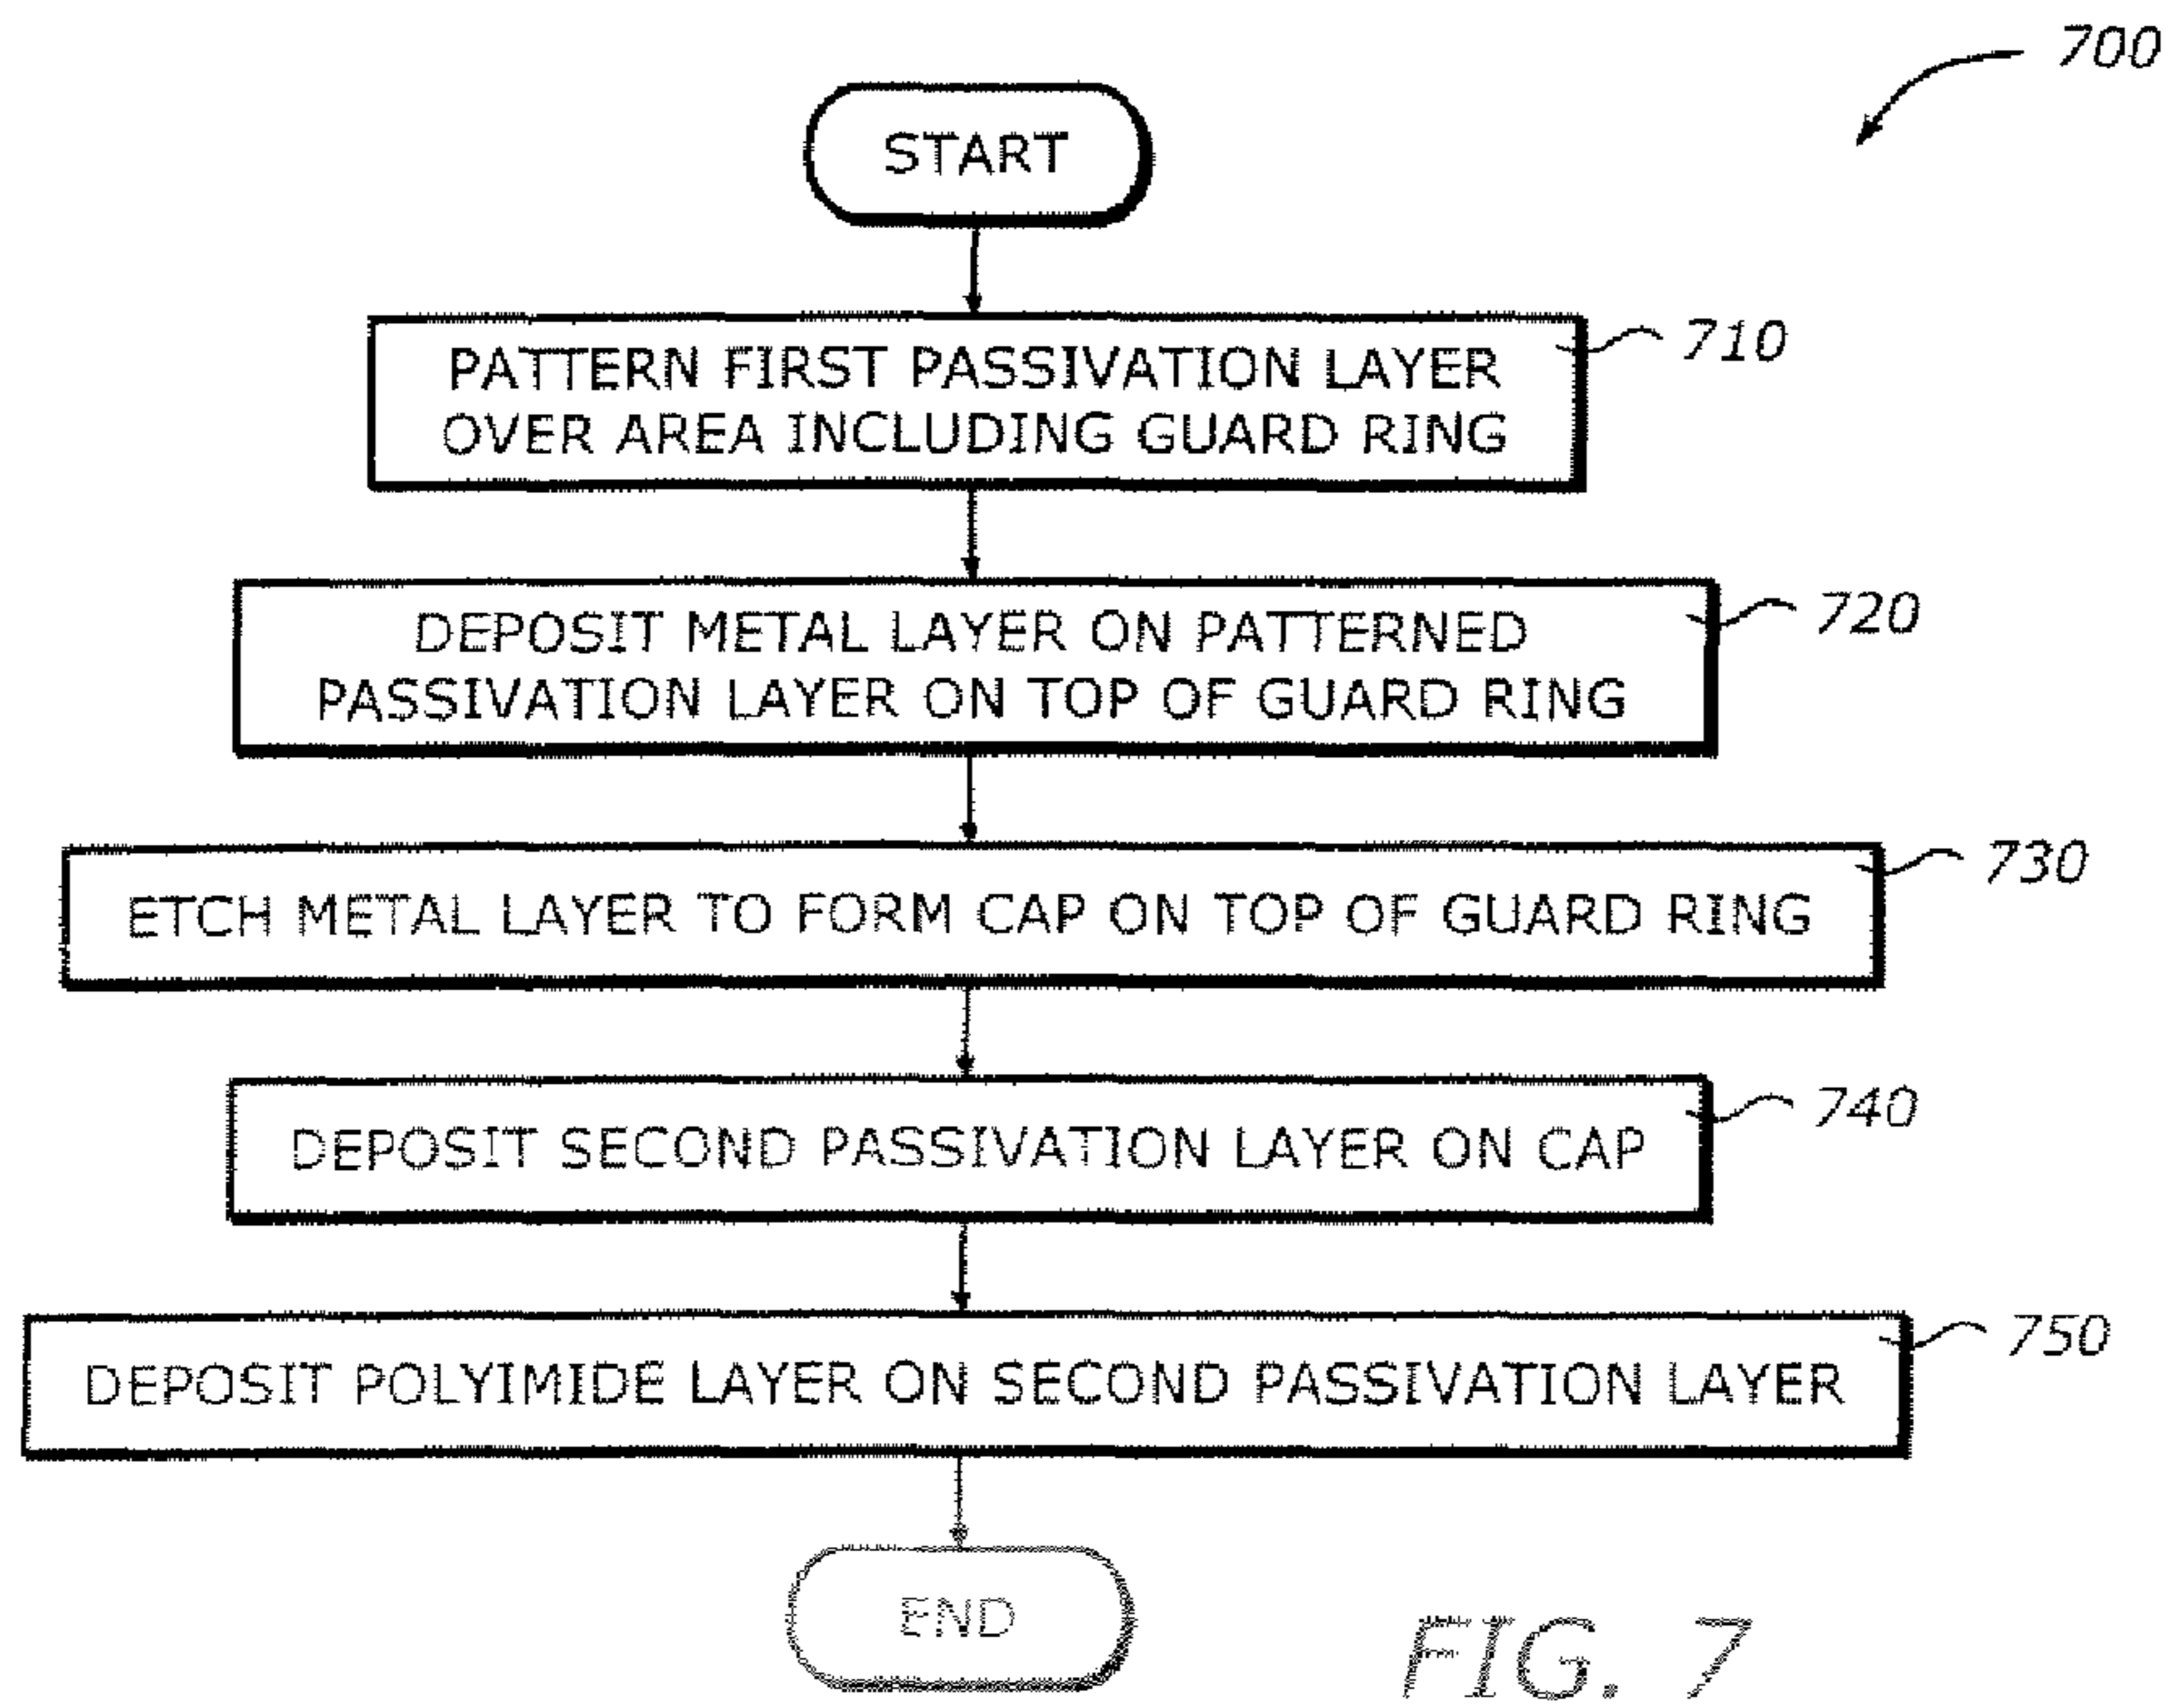 700
START
PATTERN FIRST PASSIVATION LAYER
OVER AREA INCLUDING GUARD RING
710
DEPOSIT METAL LAYER ON PATTERNED
PASSIVATION LAYER ON TOP OF GUARD RING
720
ETCH METAL LAYER TO FORM CAP ON TOP OF GUARD RING
730
DEPOSIT SECOND PASSIVATION LAYER ON CAP
740
DEPOSIT POLYIMIDE LAYER ON SECOND PASSIVATION LAYER
750
END
FIG. 7